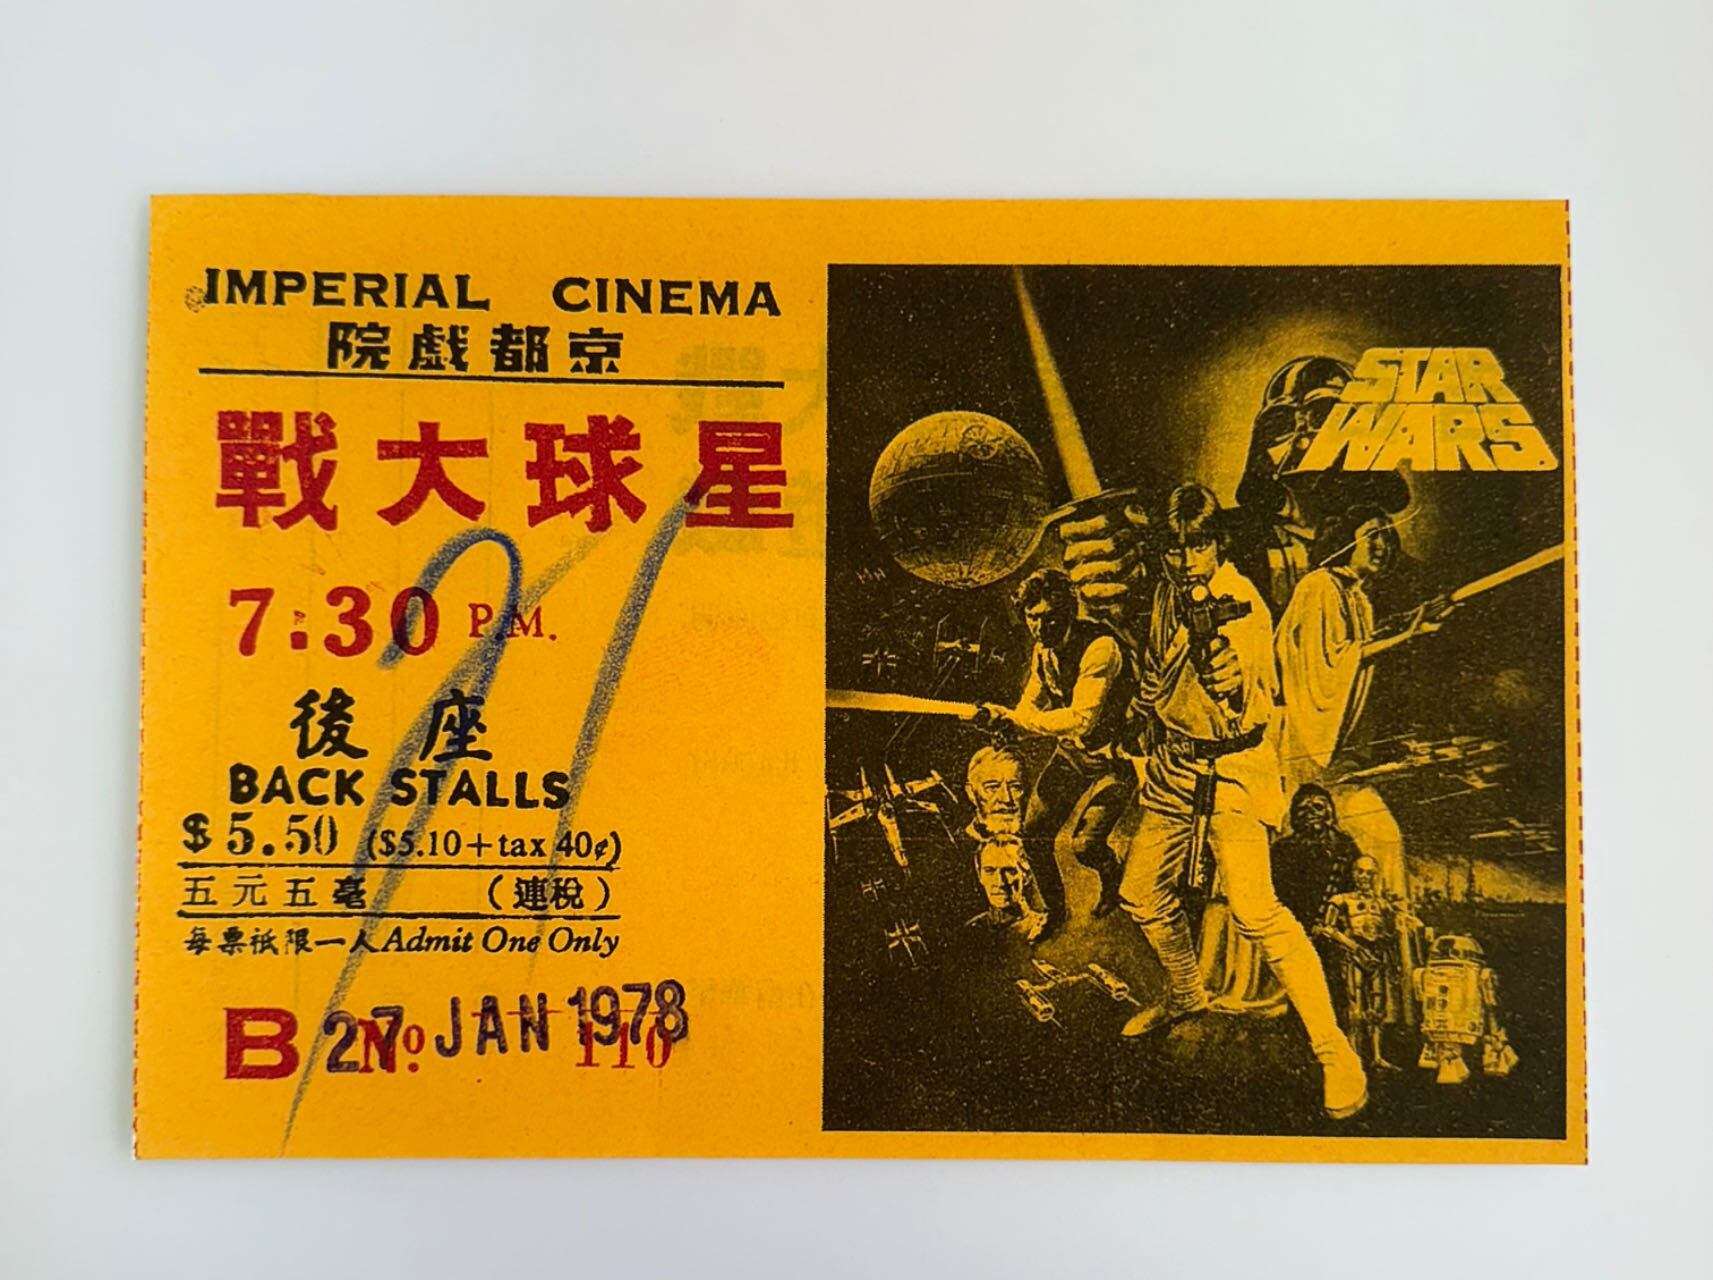 IMPERIAL CINEMA
京都戲院
星球大戰
7:30 P.M.
後座
BACK STALLS
$5.50 ($5.10+tax 40¢)
五元五毫 (連稅)
每票祇限一人 Admit One Only
B No. 110
27 JAN 1978
STAR
WARS